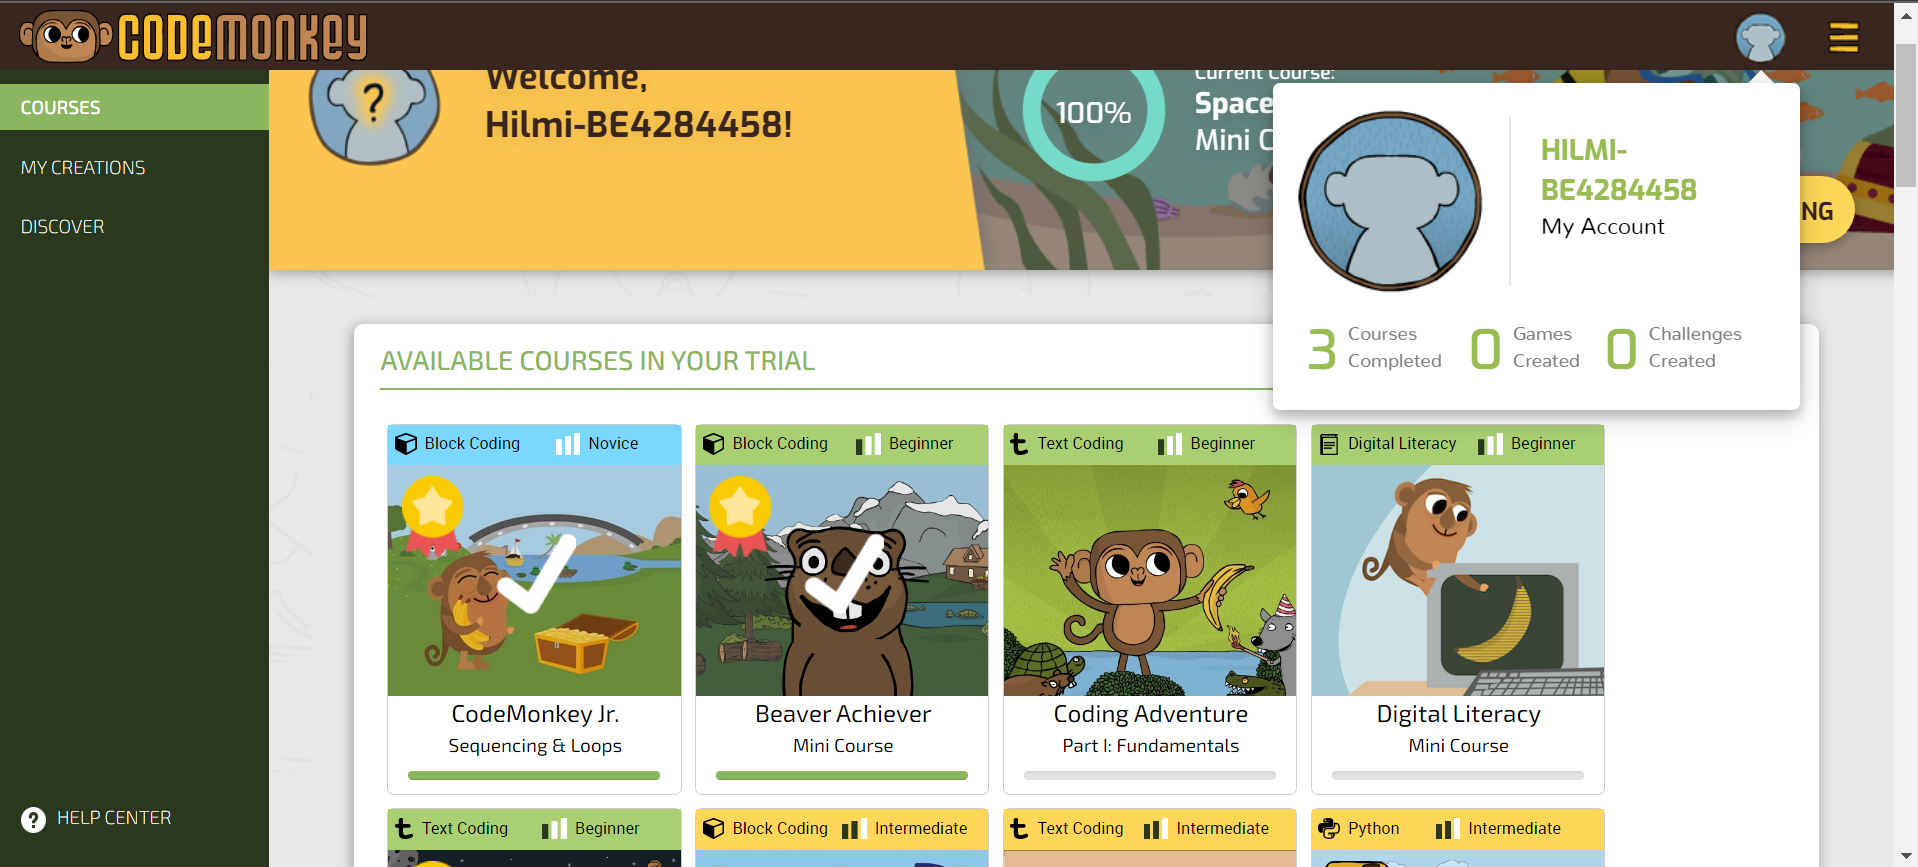 CODEMONKEY
COURSES
MY CREATIONS
DISCOVER
HELP CENTER
Welcome,
Hilmi-BE4284458!
?
100%
Current Course:
Space
Mini C
NG
HILMI-
BE4284458
My Account
3 Courses Completed
0 Games Created
0 Challenges Created
AVAILABLE COURSES IN YOUR TRIAL
Block Coding Novice
CodeMonkey Jr.
Sequencing & Loops
Block Coding Beginner
Beaver Achiever
Mini Course
Text Coding Beginner
Coding Adventure
Part I: Fundamentals
Digital Literacy Beginner
Digital Literacy
Mini Course
Text Coding Beginner
Block Coding Intermediate
Text Coding Intermediate
Python Intermediate